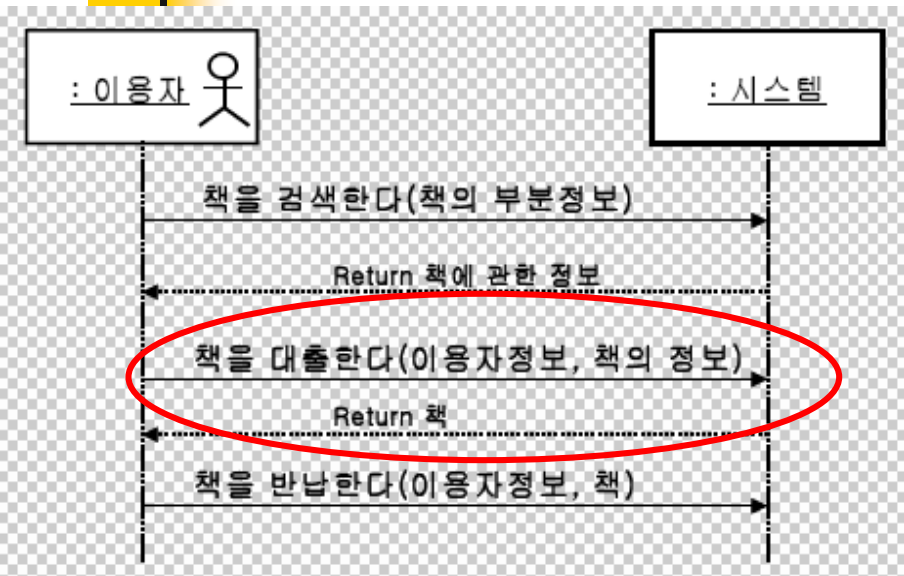 : 이용자
: 시스템
책을 검색한다(책의 부분정보)
Return 책에 관한 정보
책을 대출한다(이용자정보, 책의 정보)
Return 책
책을 반납한다(이용자정보, 책)